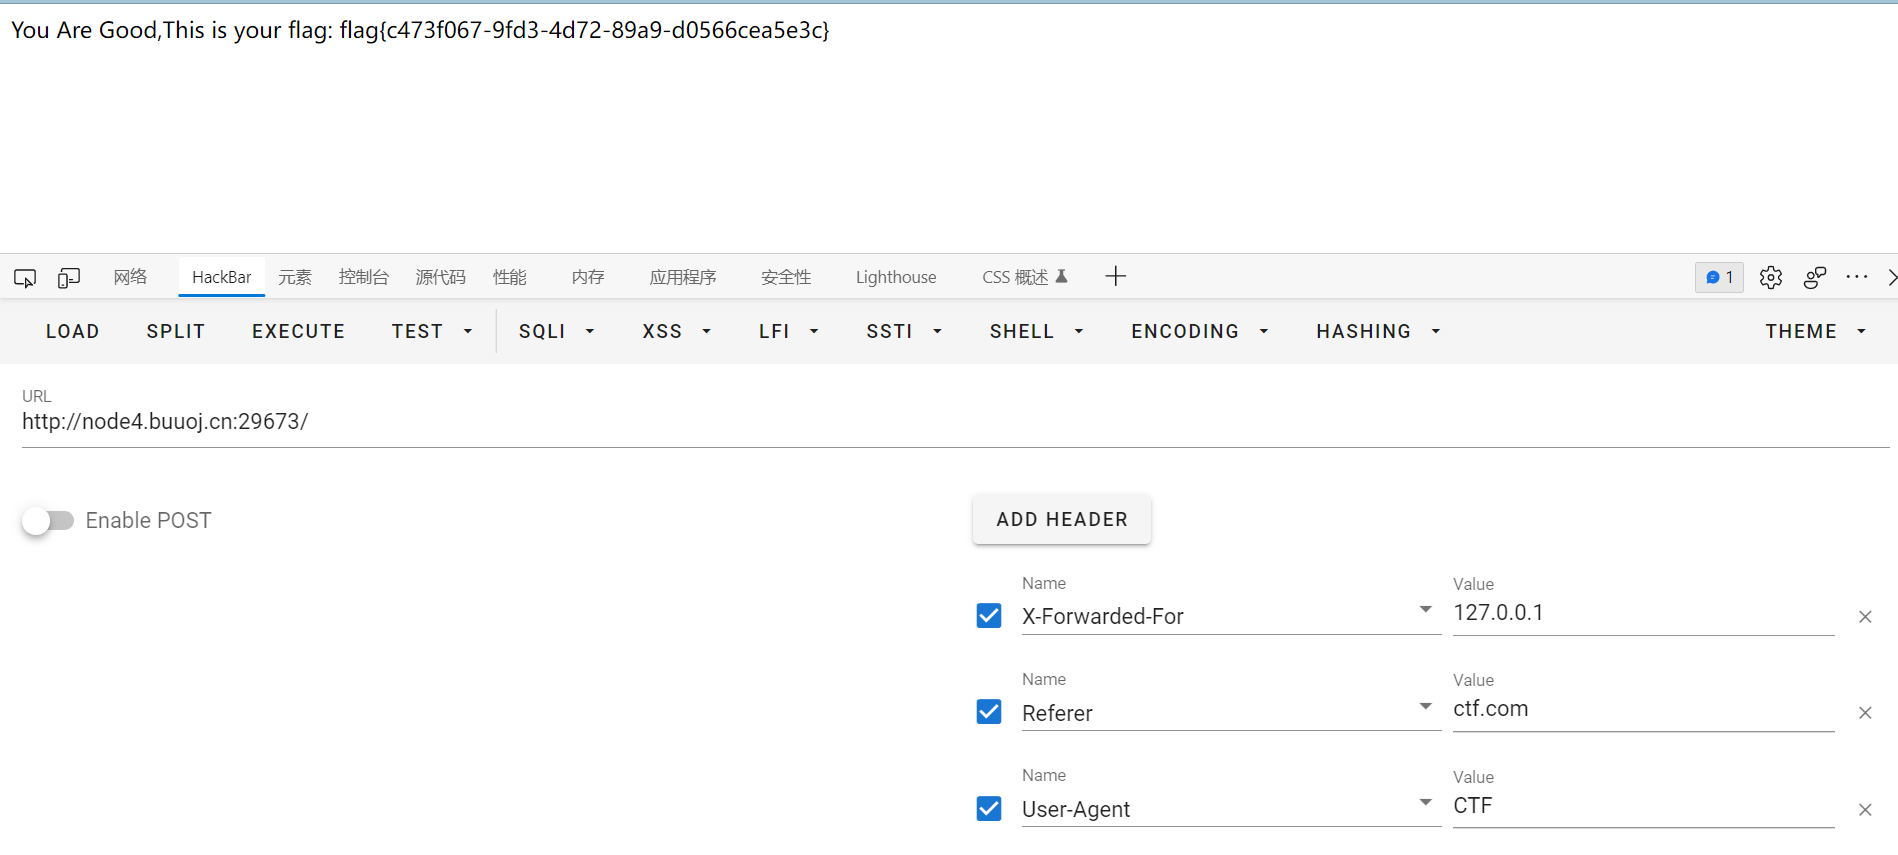 You Are Good,This is your flag: flag{c473f067-9fd3-4d72-89a9-d0566cea5e3c}
网络 HackBar 元素 控制台 源代码 性能 内存 应用程序 安全性 Lighthouse CSS 概述 1
LOAD SPLIT EXECUTE TEST SQLI XSS LFI SSTI SHELL ENCODING HASHING THEME
URL
http://node4.buuoj.cn:29673/
Enable POST ADD HEADER
Name Value
X-Forwarded-For 127.0.0.1
Name Value
Referer ctf.com
Name Value
User-Agent CTF